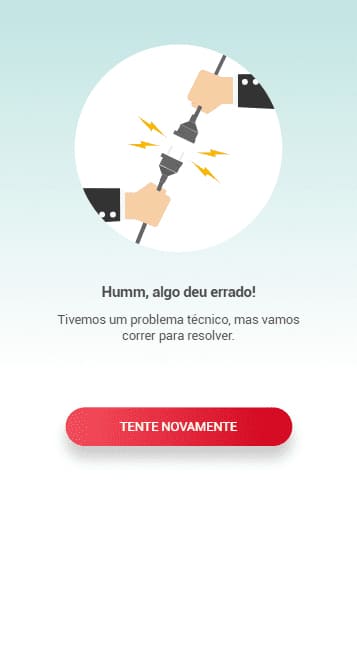 Humm, algo deu errado!
Tivemos um problema técnico, mas vamos
correr para resolver.
TENTE NOVAMENTE